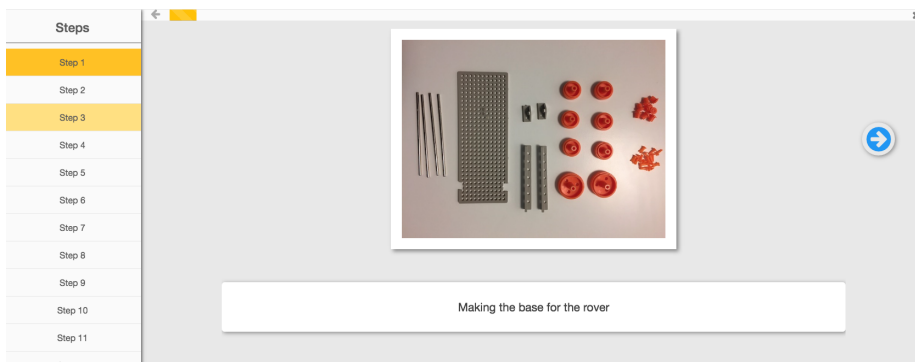 Steps
Step 1
Step 2
Step 3
Step 4
Step 5
Step 6
Step 7
Step 8
Step 9
Step 10
Step 11
Making the base for the rover